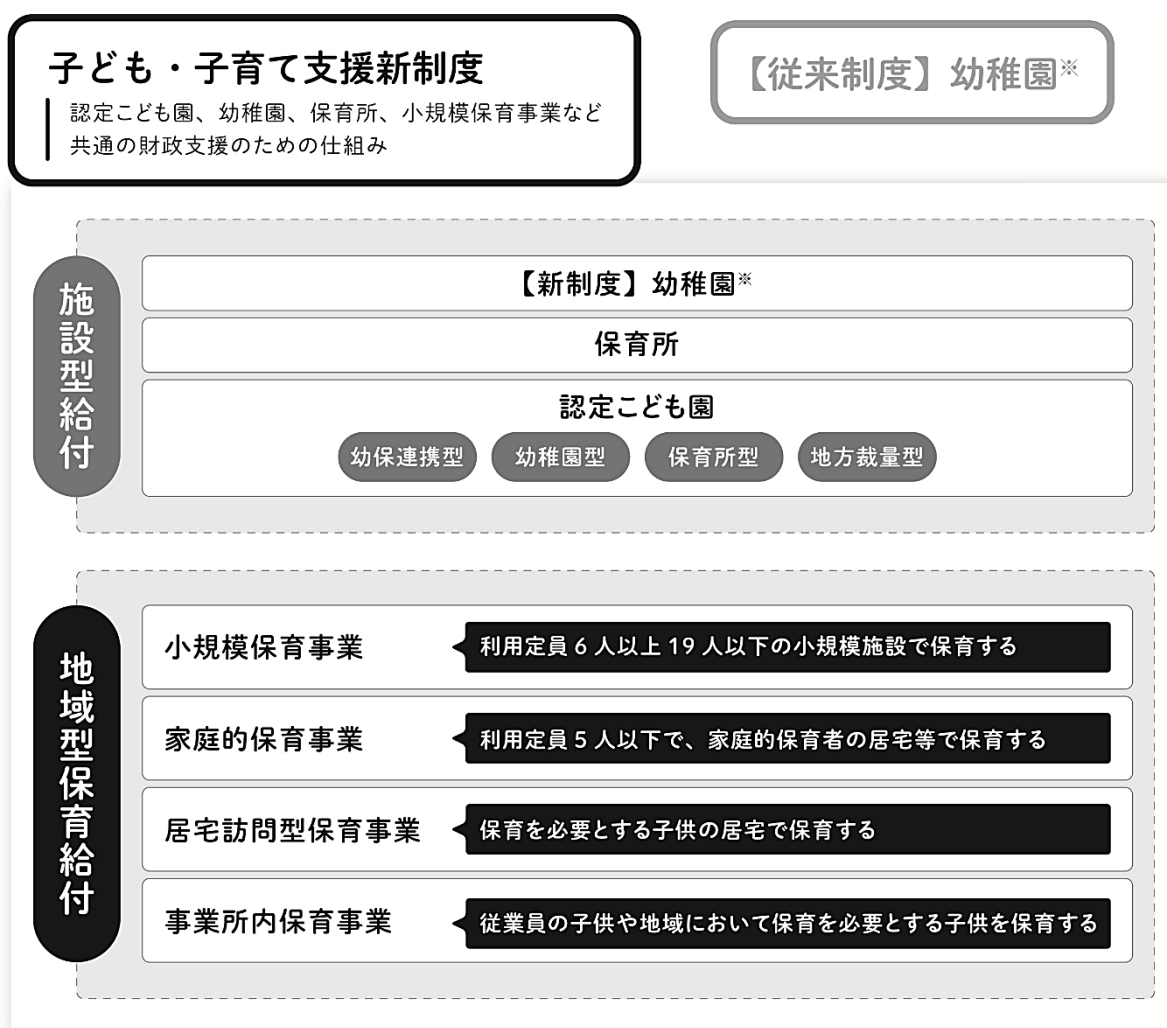 子ども・子育て支援新制度
認定こども園、幼稚園、保育所、小規模保育事業など
共通の財政支援のための仕組み
【従来制度】幼稚園※
施設型給付
【新制度】幼稚園※
保育所
認定こども園
幼保連携型
幼稚園型
保育所型
地方裁量型
地域型保育給付
小規模保育事業
利用定員6人以上19人以下の小規模施設で保育する
家庭的保育事業
利用定員5人以下で、家庭的保育者の居宅等で保育する
居宅訪問型保育事業
保育を必要とする子供の居宅で保育する
事業所内保育事業
従業員の子供や地域において保育を必要とする子供を保育する